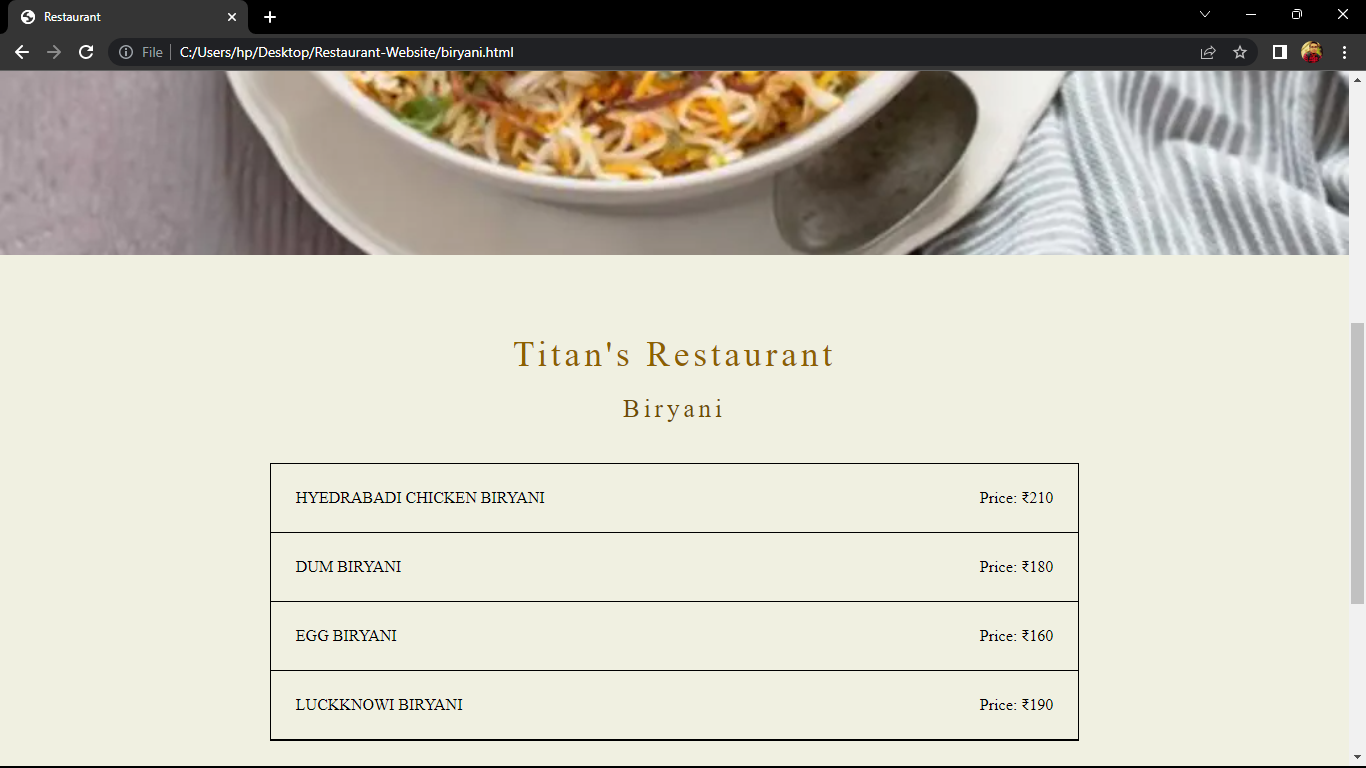 Restaurant
File
C:/Users/hp/Desktop/Restaurant-Website/biryani.html
Titan's Restaurant
Biryani
HYEDRABADI CHICKEN BIRYANI Price: ₹210
DUM BIRYANI Price: ₹180
EGG BIRYANI Price: ₹160
LUCKKNOWI BIRYANI Price: ₹190